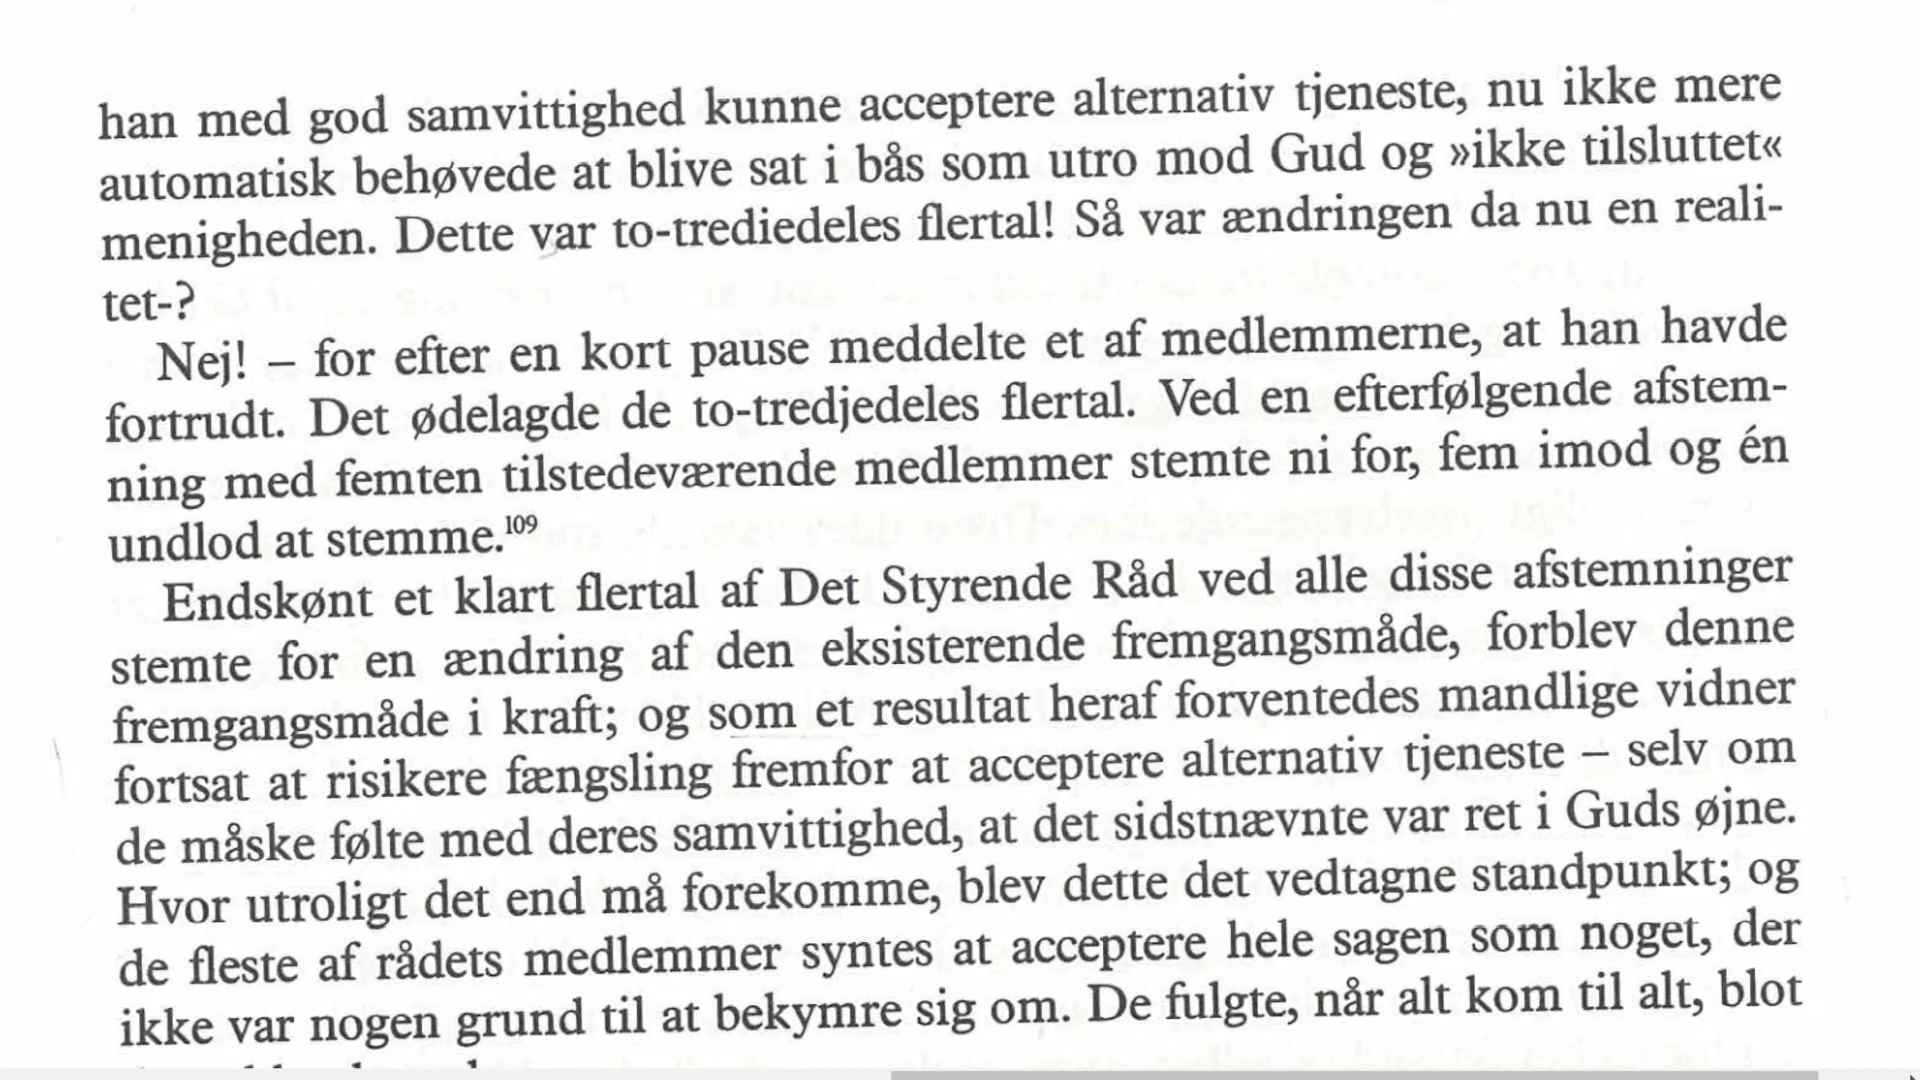 han med god samvittighed kunne acceptere alternativ tjeneste, nu ikke mere
automatisk behøvede at blive sat i bås som utro mod Gud og »ikke tilsluttet«
menigheden. Dette var to-trediedeles flertal! Så var ændringen da nu en reali-
tet-?
Nej! – for efter en kort pause meddelte et af medlemmerne, at han havde
fortrudt. Det ødelagde de to-tredjedeles flertal. Ved en efterfølgende afstem-
ning med femten tilstedeværende medlemmer stemte ni for, fem imod og én
undlod at stemme.109
Endskønt et klart flertal af Det Styrende Råd ved alle disse afstemninger
stemte for en ændring af den eksisterende fremgangsmåde, forblev denne
fremgangsmåde i kraft; og som et resultat heraf forventedes mandlige vidner
fortsat at risikere fængsling fremfor at acceptere alternativ tjeneste – selv om
de måske følte med deres samvittighed, at det sidstnævnte var ret i Guds øjne.
Hvor utroligt det end må forekomme, blev dette det vedtagne standpunkt; og
de fleste af rådets medlemmer syntes at acceptere hele sagen som noget, der
ikke var nogen grund til at bekymre sig om. De fulgte, når alt kom til alt, blot